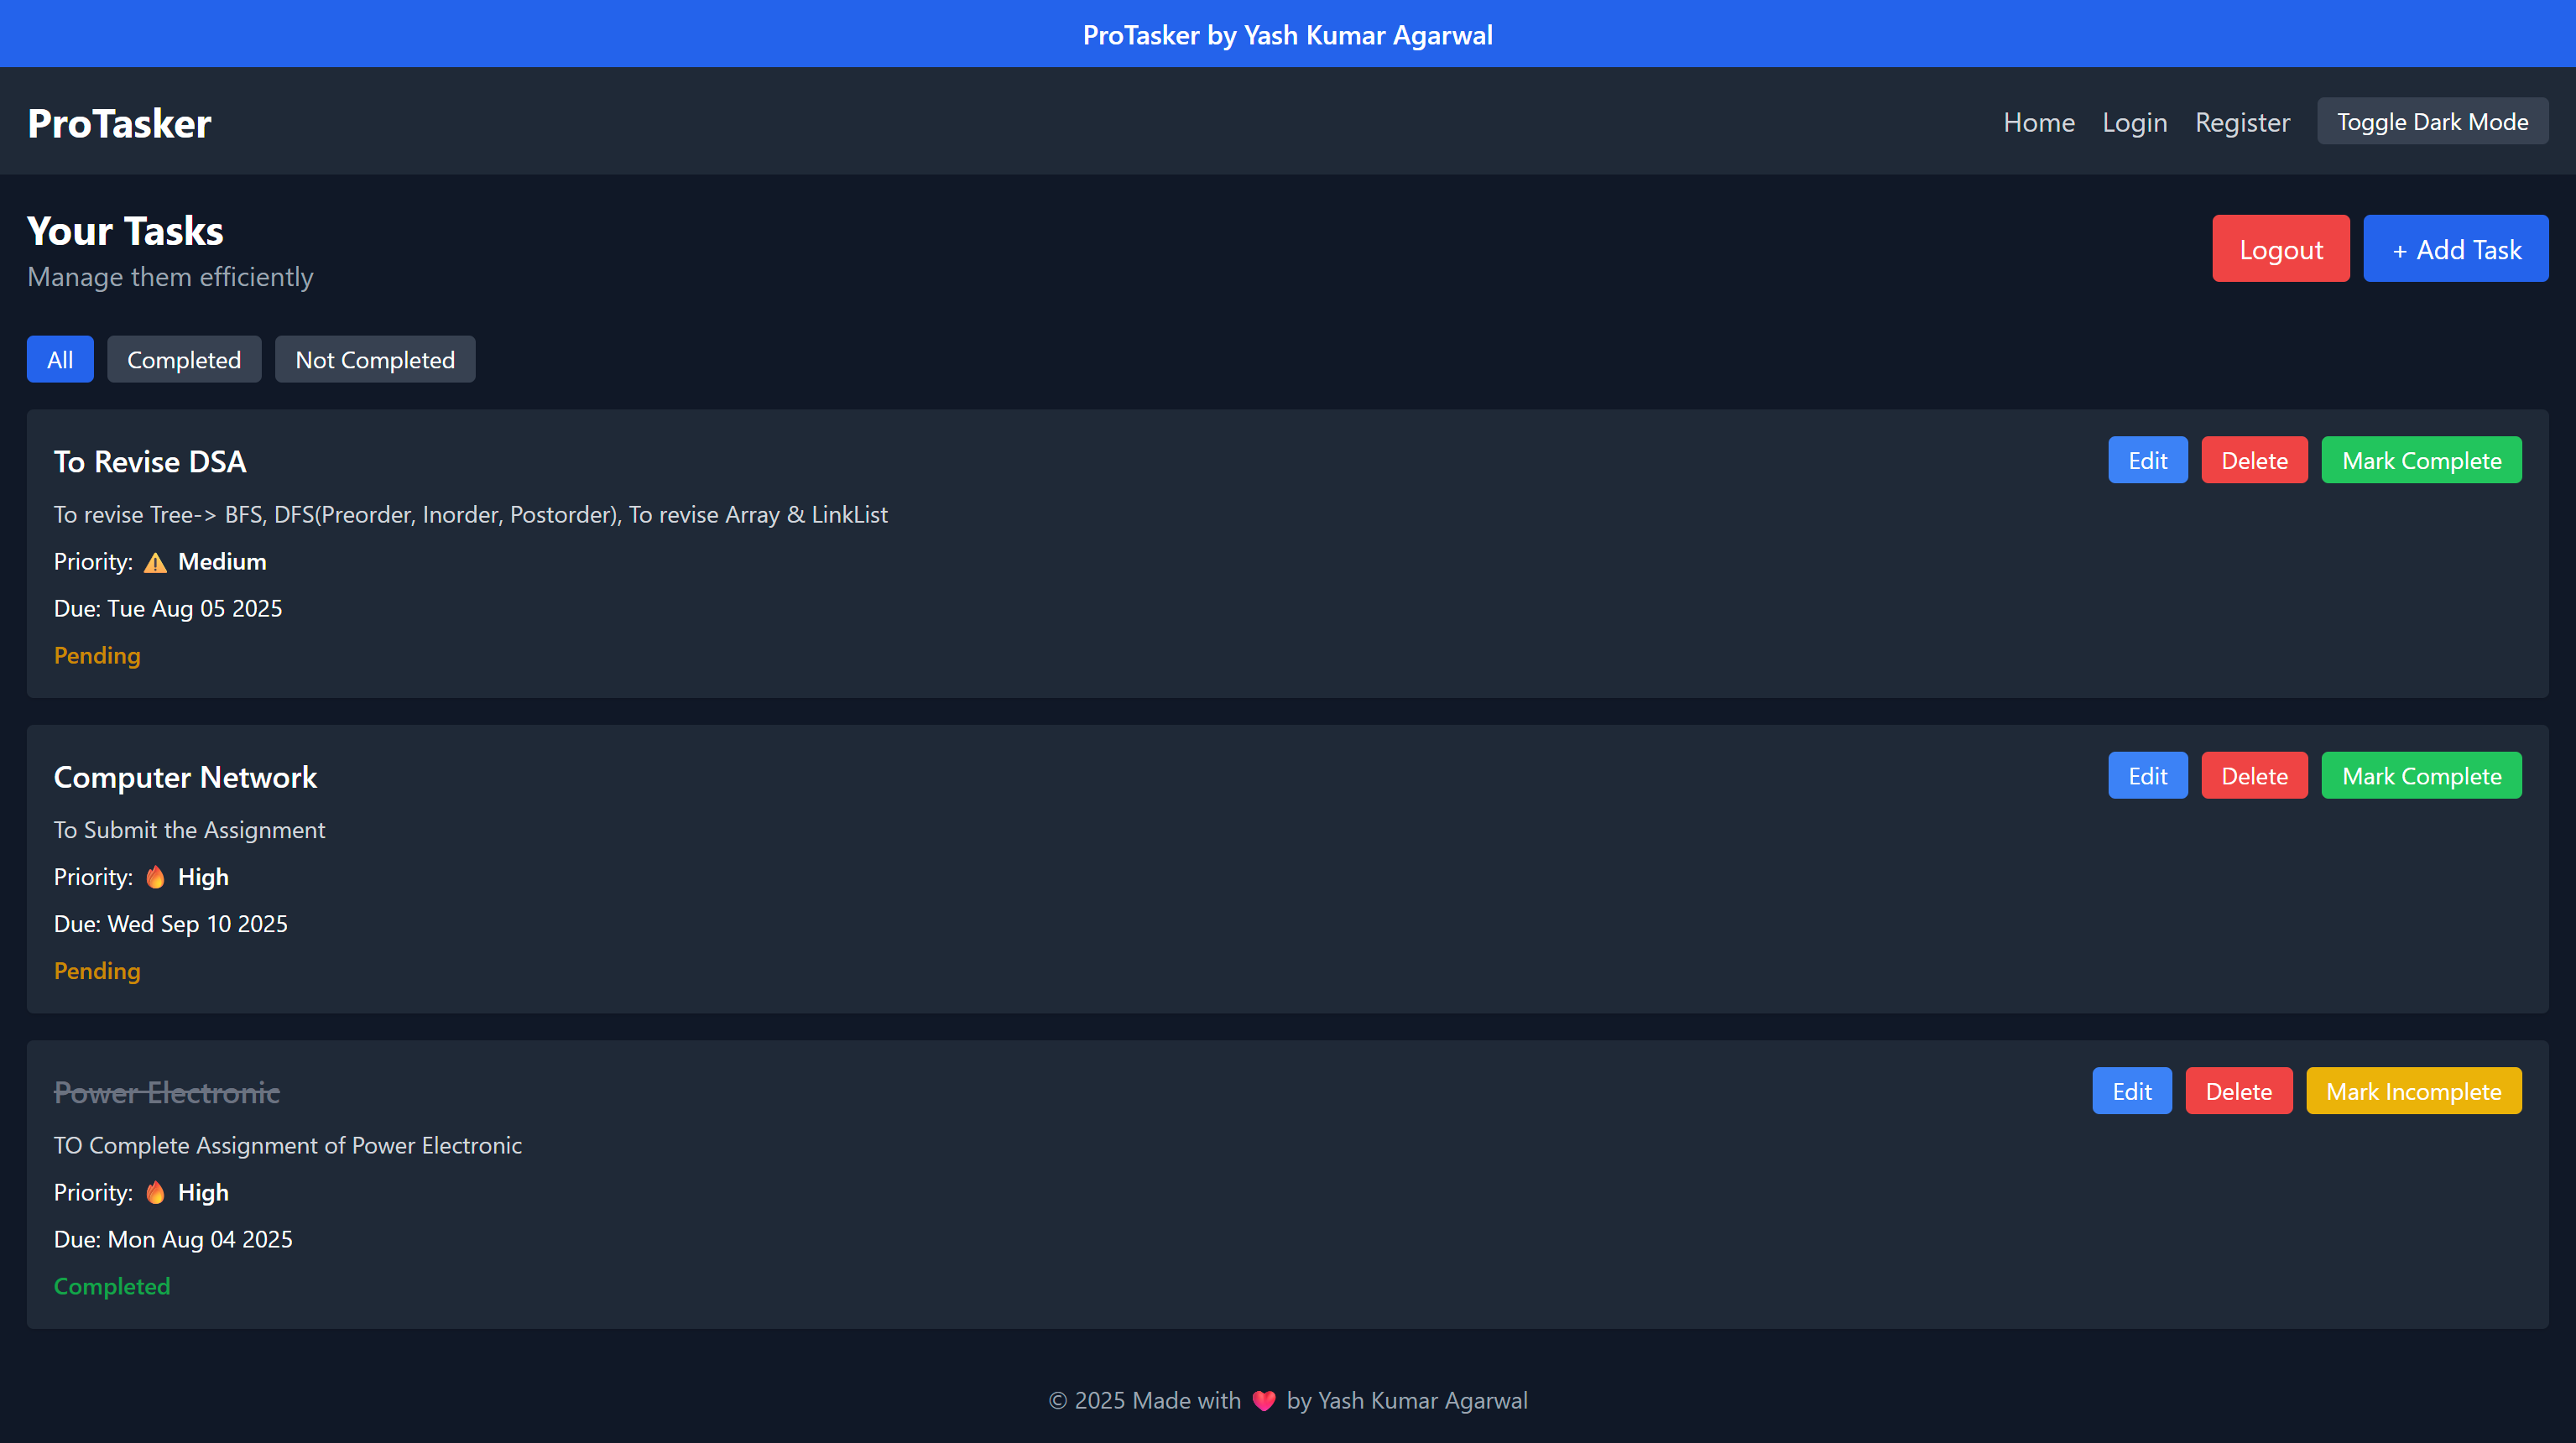 ProTasker by Yash Kumar Agarwal
ProTasker
Home Login Register Toggle Dark Mode
Your Tasks
Manage them efficiently
Logout + Add Task
All Completed Not Completed
To Revise DSA
Edit Delete Mark Complete
To revise Tree-> BFS, DFS(Preorder, Inorder, Postorder), To revise Array & LinkList
Priority: ⚠️ Medium
Due: Tue Aug 05 2025
Pending
Computer Network
Edit Delete Mark Complete
To Submit the Assignment
Priority: 🔥 High
Due: Wed Sep 10 2025
Pending
Power Electronic
Edit Delete Mark Incomplete
TO Complete Assignment of Power Electronic
Priority: 🔥 High
Due: Mon Aug 04 2025
Completed
© 2025 Made with ❤️ by Yash Kumar Agarwal